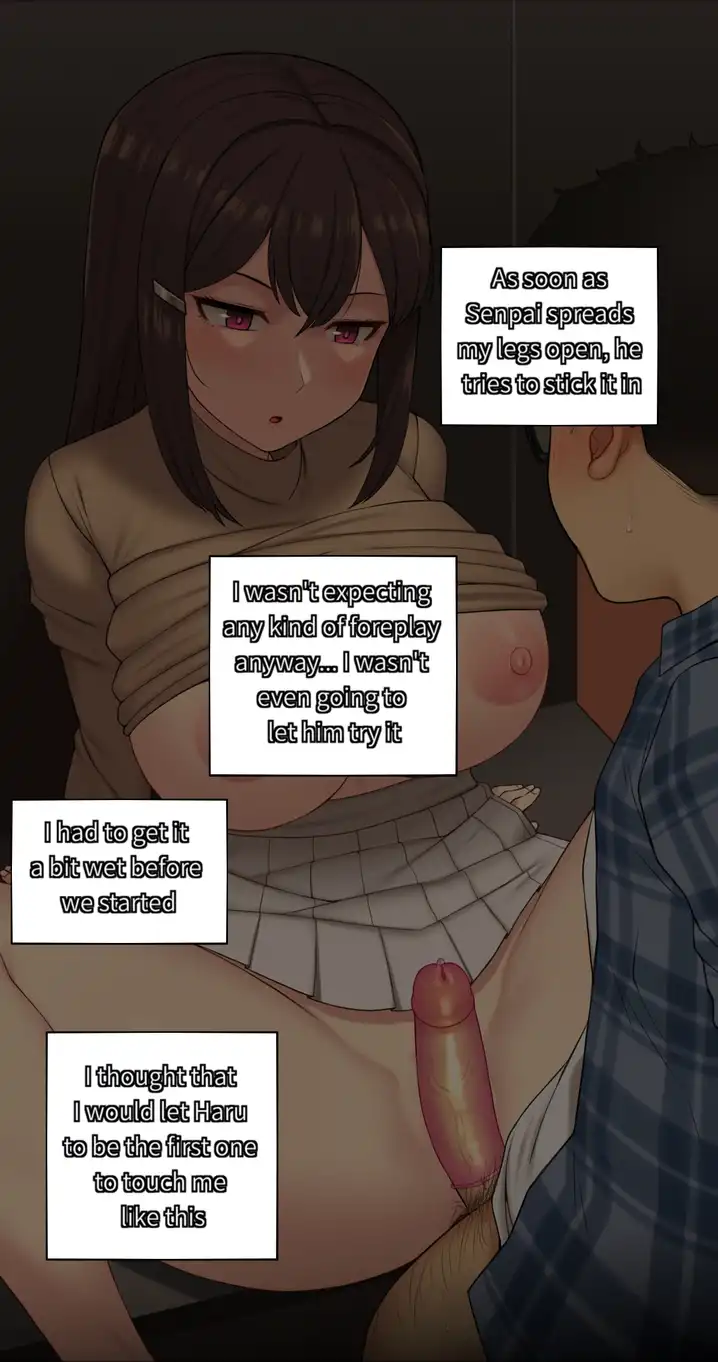 As soon as
Senpai spreads
my legs open, he
tries to stick it in
I wasn't expecting
any kind of foreplay
anyway... I wasn't
even going to
let him try it
I had to get it
a bit wet before
we started
I thought that
I would let Haru
to be the first one
to touch me
like this